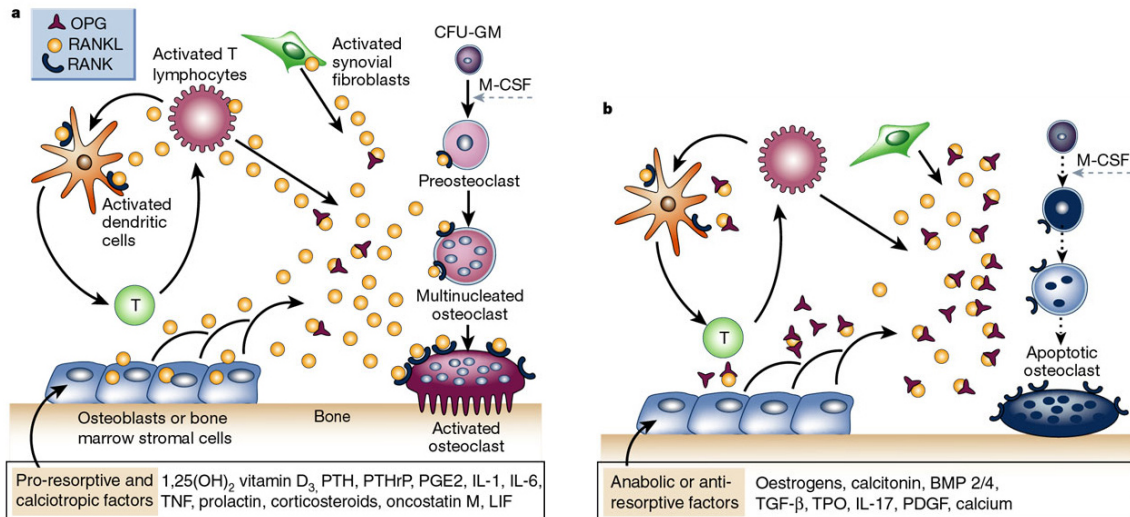 a
OPG
RANKL
RANK
Activated T
lymphocytes
Activated
synovial
fibroblasts
CFU-GM
M-CSF
Preosteoclast
Activated
dendritic
cells
T
Multinucleated
osteoclast
Osteoblasts or bone
marrow stromal cells
Bone
Activated
osteoclast
Pro-resorptive and
calciotropic factors
1,25(OH)₂ vitamin D₃, PTH, PTHrP, PGE2, IL-1, IL-6,
TNF, prolactin, corticosteroids, oncostatin M, LIF
b
M-CSF
T
Apoptotic
osteoclast
Anabolic or anti-
resorptive factors
Oestrogens, calcitonin, BMP 2/4,
TGF-β, TPO, IL-17, PDGF, calcium